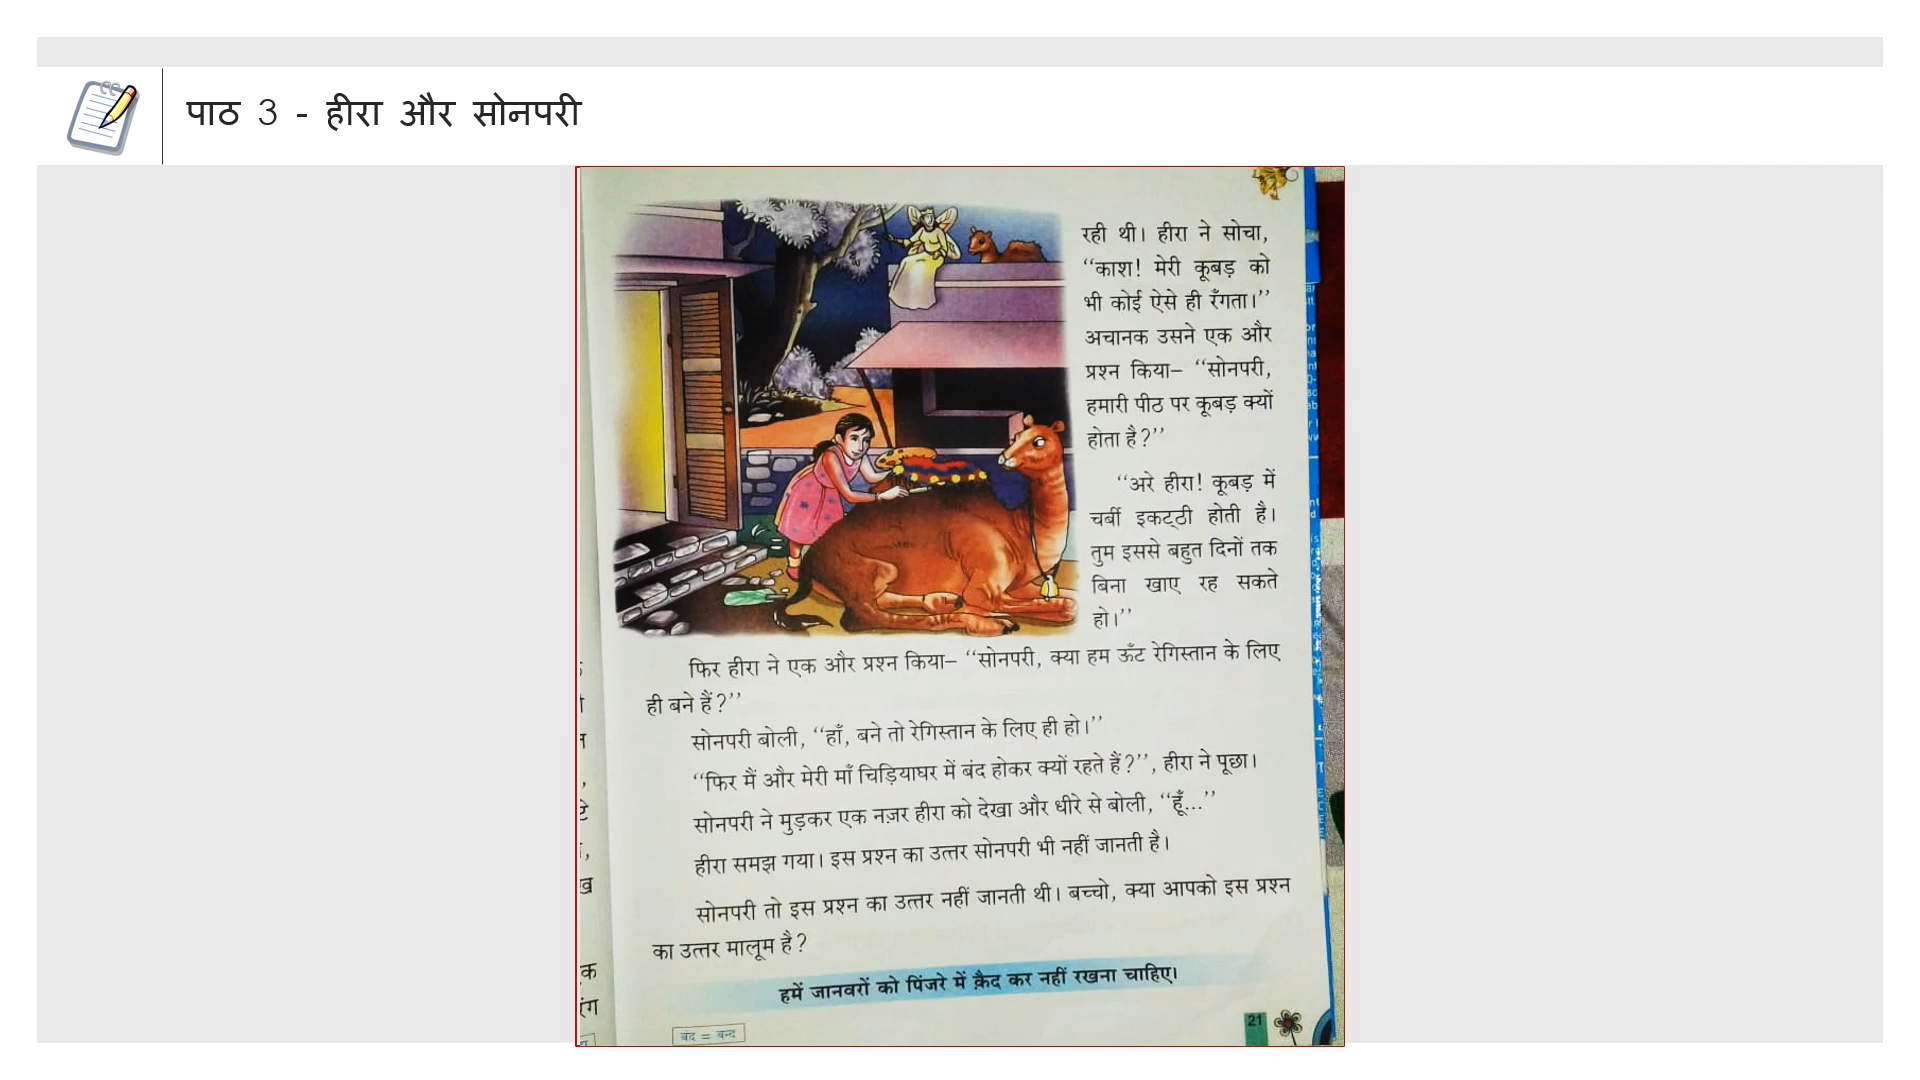 पाठ 3 - हीरा और सोनपरी
रही थी। हीरा ने सोचा,
“काश! मेरी कूबड़ को
भी कोई ऐसे ही रँगता।”
अचानक उसने एक और
प्रश्न किया– “सोनपरी,
हमारी पीठ पर कूबड़ क्यों
होता है?”
“अरे हीरा! कूबड़ में
चर्बी इकट्ठी होती है।
तुम इससे बहुत दिनों तक
बिना खाए रह सकते
हो।”
फिर हीरा ने एक और प्रश्न किया– “सोनपरी, क्या हम ऊँट रेगिस्तान के लिए
ही बने हैं?”
सोनपरी बोली, “हाँ, बने तो रेगिस्तान के लिए ही हो।”
“फिर मैं और मेरी माँ चिड़ियाघर में बंद होकर क्यों रहते हैं?”, हीरा ने पूछा।
सोनपरी ने मुड़कर एक नज़र हीरा को देखा और धीरे से बोली, “हूँ...”
हीरा समझ गया। इस प्रश्न का उत्तर सोनपरी भी नहीं जानती है।
सोनपरी तो इस प्रश्न का उत्तर नहीं जानती थी। बच्चो, क्या आपको इस प्रश्न
का उत्तर मालूम है?
हमें जानवरों को पिंजरे में क़ैद कर नहीं रखना चाहिए।
बंद = बन्द
21